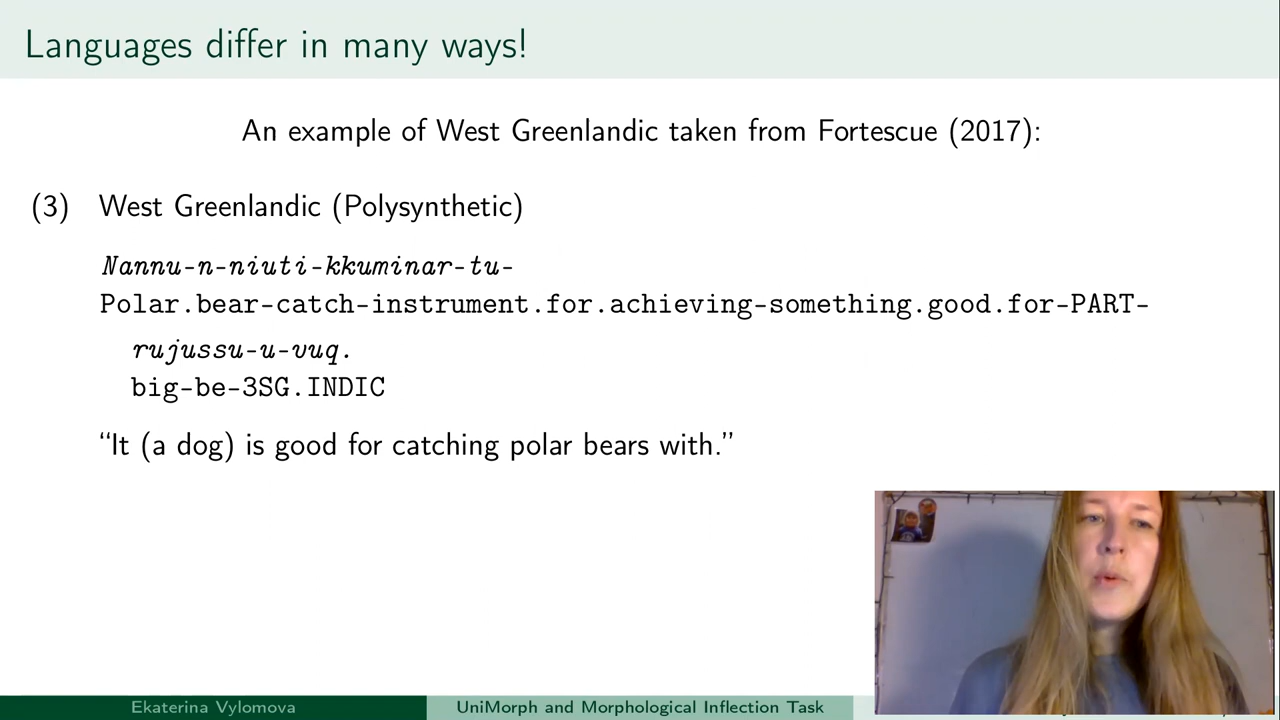 Languages differ in many ways!
An example of West Greenlandic taken from Fortescue (2017):
(3) West Greenlandic (Polysynthetic)
Nannu-n-niuti-kkuminar-tu-
Polar.bear-catch-instrument.for.achieving-something.good.for-PART-
rujussu-u-vuq.
big-be-3SG.INDIC
“It (a dog) is good for catching polar bears with.”
Ekaterina Vylomova UniMorph and Morphological Inflection Task